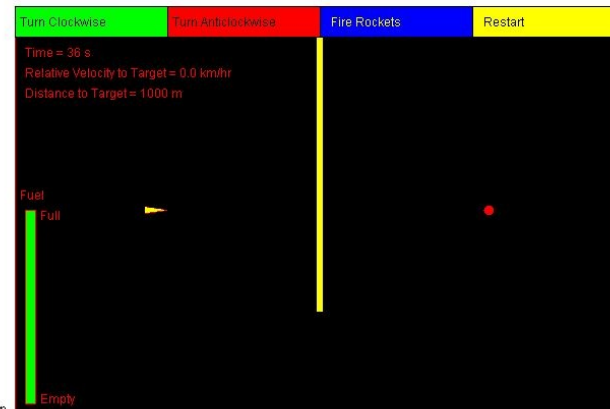 Turn Clockwise Turn Anticlockwise Fire Rockets Restart
Time = 36 s
Relative Velocity to Target = 0.0 km/hr
Distance to Target = 1000 m
Fuel
Full
Empty